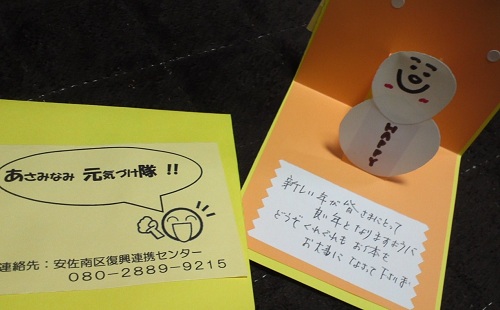 あさみなみ 元気づけ隊 !!
連絡先：安佐南区復興連携センター
080-2889-9215
HAPPY
新しい年が皆さまにとって
良い年となりますように
どうぞくれぐれもお体を
お大事になさって下さいませ